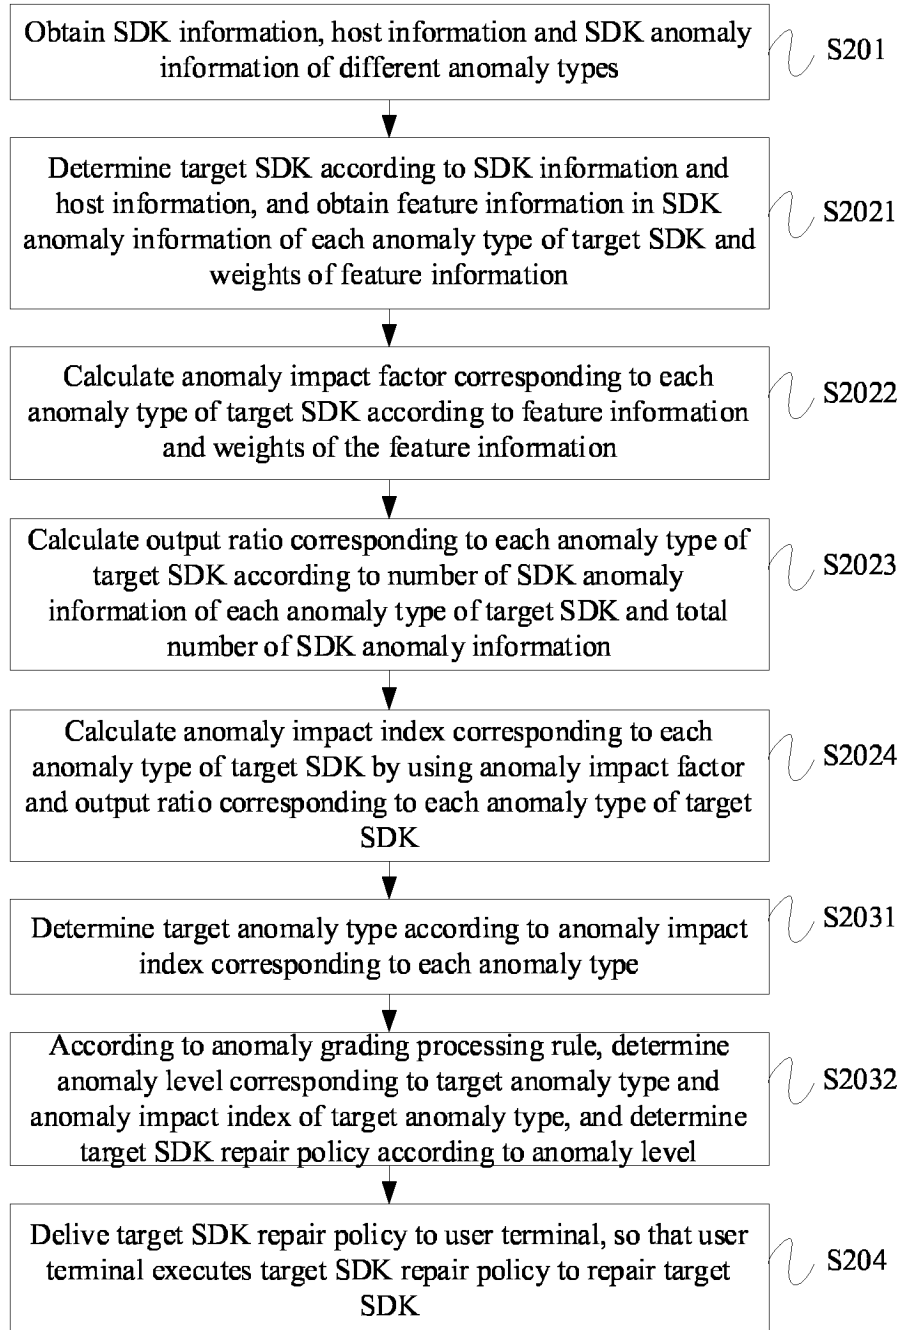 Obtain SDK information, host information and SDK anomaly
information of different anomaly types
S201
Determine target SDK according to SDK information and
host information, and obtain feature information in SDK
anomaly information of each anomaly type of target SDK and
weights of feature information
S2021
Calculate anomaly impact factor corresponding to each
anomaly type of target SDK according to feature information
and weights of the feature information
S2022
Calculate output ratio corresponding to each anomaly type of
target SDK according to number of SDK anomaly
information of each anomaly type of target SDK and total
number of SDK anomaly information
S2023
Calculate anomaly impact index corresponding to each
anomaly type of target SDK by using anomaly impact factor
and output ratio corresponding to each anomaly type of target
SDK
S2024
Determine target anomaly type according to anomaly impact
index corresponding to each anomaly type
S2031
According to anomaly grading processing rule, determine
anomaly level corresponding to target anomaly type and
anomaly impact index of target anomaly type, and determine
target SDK repair policy according to anomaly level
S2032
Delive target SDK repair policy to user terminal, so that user
terminal executes target SDK repair policy to repair target
SDK
S204